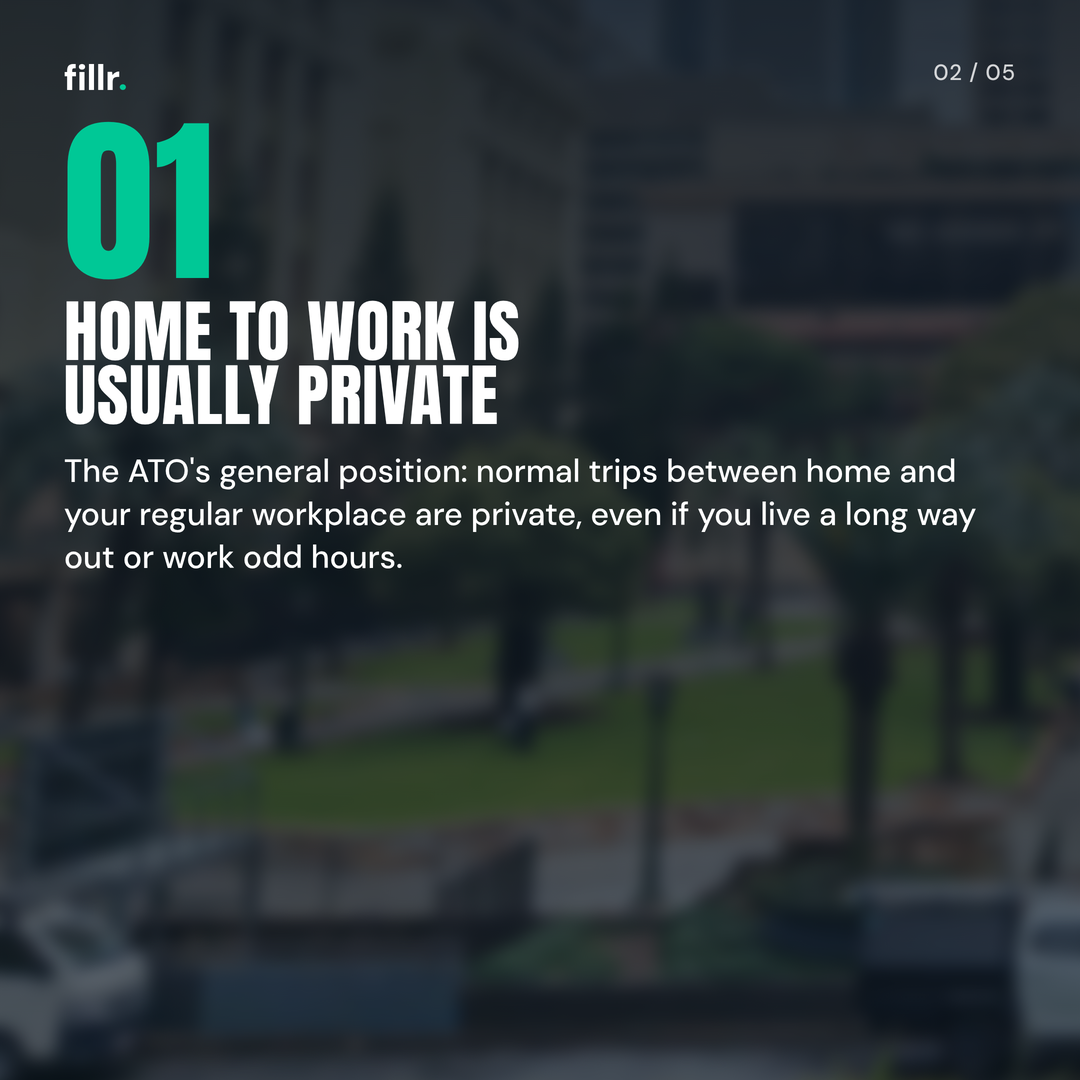 fillr.
02 / 05
01
HOME TO WORK IS
USUALLY PRIVATE
The ATO's general position: normal trips between home and
your regular workplace are private, even if you live a long way
out or work odd hours.